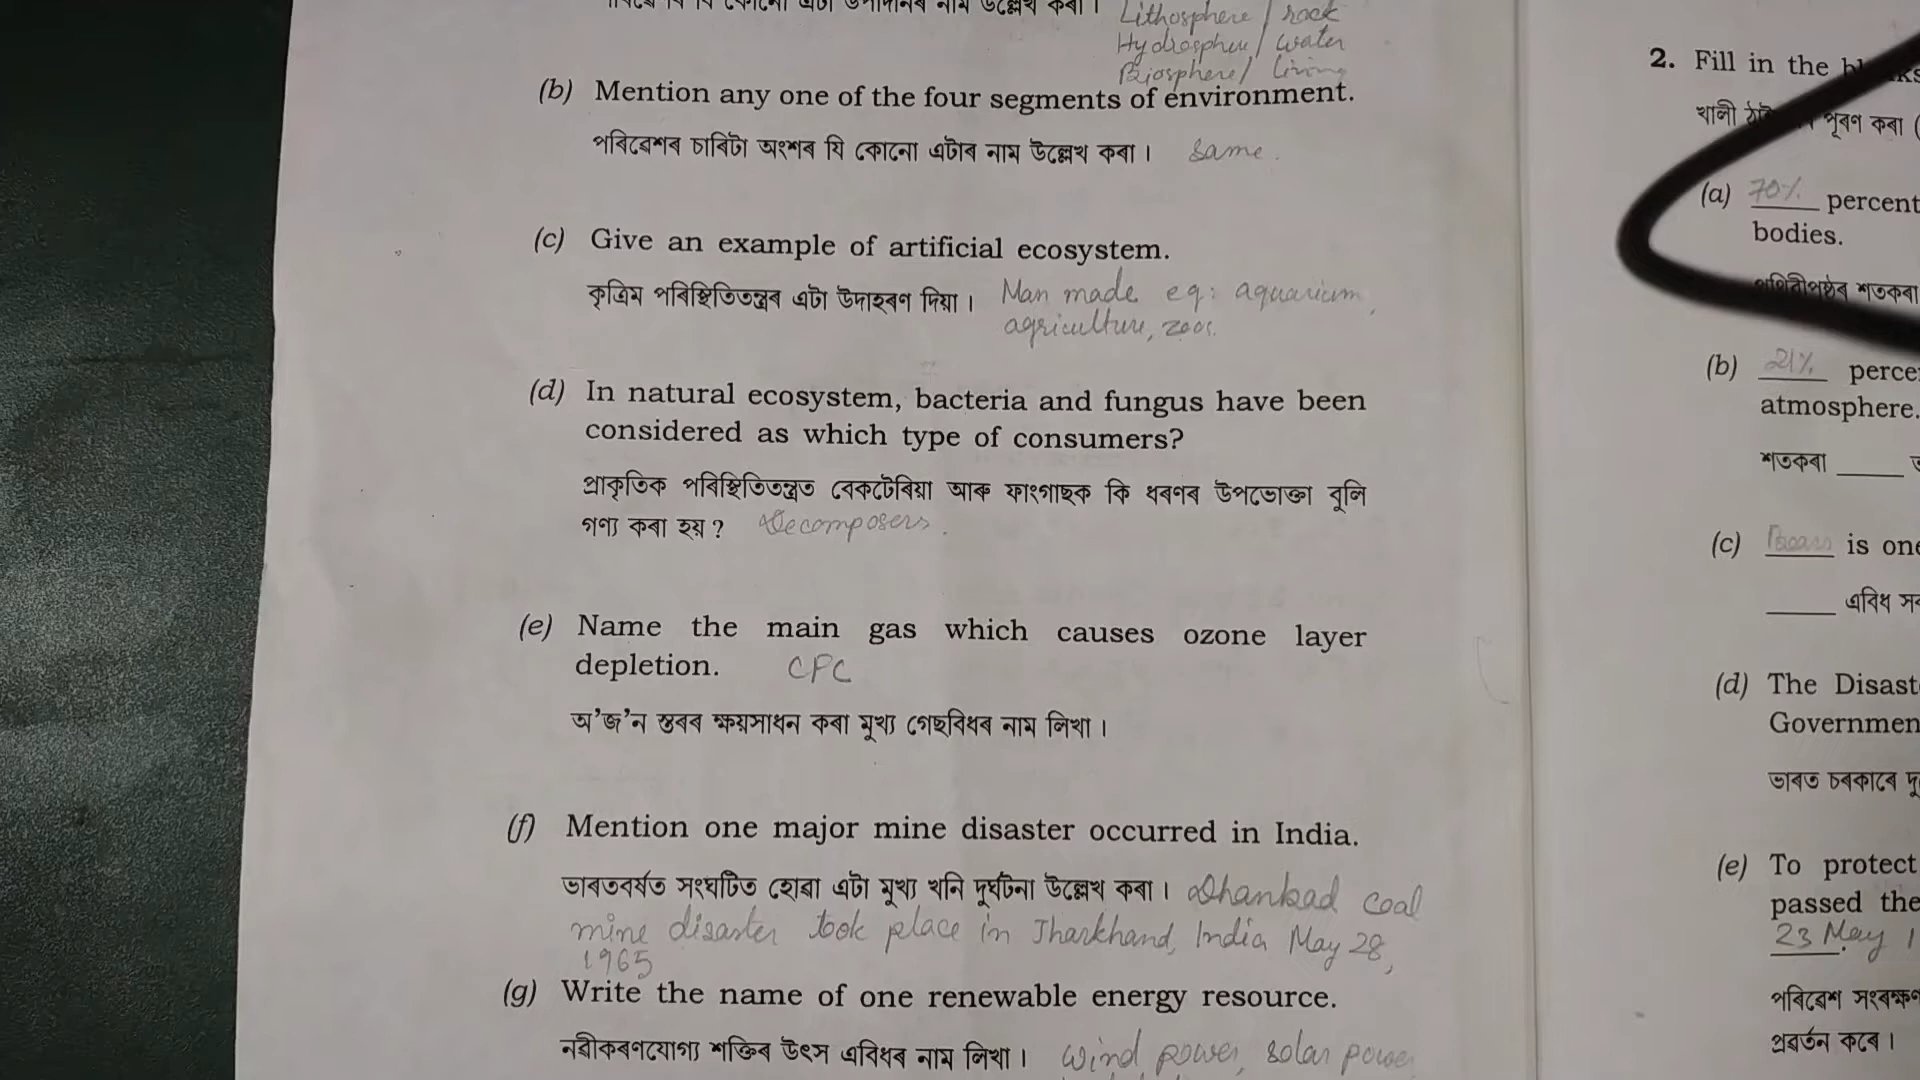 Lithosphere / rock
Hydrosphere / water
Biosphere / living
(b) Mention any one of the four segments of environment.
পৰিৱেশৰ চাৰিটা অংশৰ যি কোনো এটাৰ নাম উল্লেখ কৰা। same.
(c) Give an example of artificial ecosystem.
কৃত্ৰিম পৰিস্থিতিতন্ত্ৰৰ এটা উদাহৰণ দিয়া। Man made eg: aquarium,
agriculture, zoos.
(d) In natural ecosystem, bacteria and fungus have been
considered as which type of consumers?
প্ৰাকৃতিক পৰিস্থিতিতন্ত্ৰত বেকটেৰিয়া আৰু ফাংগাছক কি ধৰণৰ উপভোক্তা বুলি
গণ্য কৰা হয়? Decomposers.
(e) Name the main gas which causes ozone layer
depletion. CFC
অ'জ'ন স্তৰৰ ক্ষয়সাধন কৰা মুখ্য গেছবিধৰ নাম লিখা।
(f) Mention one major mine disaster occurred in India.
ভাৰতবৰ্ষত সংঘটিত হোৱা এটা মুখ্য খনি দুৰ্ঘটনা উল্লেখ কৰা। Dhanbad coal
mine disaster took place in Jharkhand, India May 28,
1965
(g) Write the name of one renewable energy resource.
নৱীকৰণযোগ্য শক্তিৰ উৎস এবিধৰ নাম লিখা। wind power, solar power
2. Fill in the
খালী পূৰণ কৰা (
(a) 70% percent
bodies.
পৃথিৱীপৃষ্ঠৰ শতকৰা
(b) 21% perce
atmosphere.
শতকৰা ____
(c) ____ is one
____ এবিধ
(d) The Disast
Governmen
ভাৰত চৰকাৰে
(e) To protect
passed the
23 May 1
পৰিৱেশ সংৰক্ষণ
প্ৰৱৰ্তন কৰে।